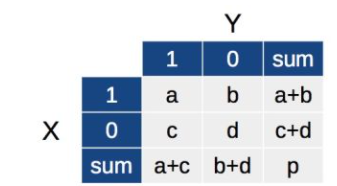 Y
1 0 sum
1 a b a+b
X 0 c d c+d
sum a+c b+d p